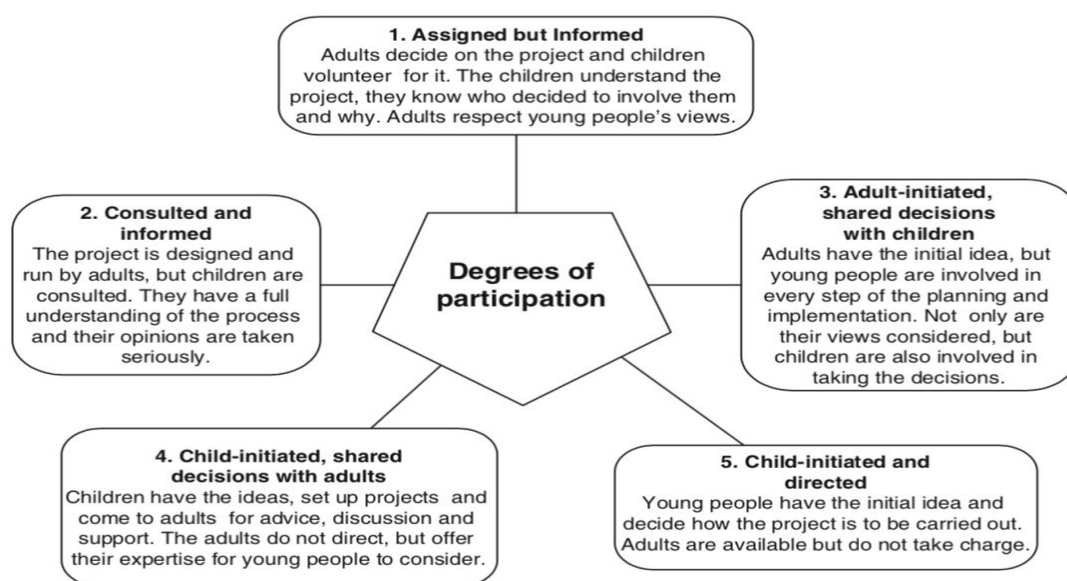 1. Assigned but Informed
Adults decide on the project and children
volunteer for it. The children understand the
project, they know who decided to involve them
and why. Adults respect young people's views.
2. Consulted and
informed
The project is designed and
run by adults, but children are
consulted. They have a full
understanding of the process
and their opinions are taken
seriously.
Degrees of
participation
3. Adult-initiated,
shared decisions
with children
Adults have the initial idea, but
young people are involved in
every step of the planning and
implementation. Not only are
their views considered, but
children are also involved in
taking the decisions.
4. Child-initiated, shared
decisions with adults
Children have the ideas, set up projects and
come to adults for advice, discussion and
support. The adults do not direct, but offer
their expertise for young people to consider.
5. Child-initiated and
directed
Young people have the initial idea and
decide how the project is to be carried out.
Adults are available but do not take charge.